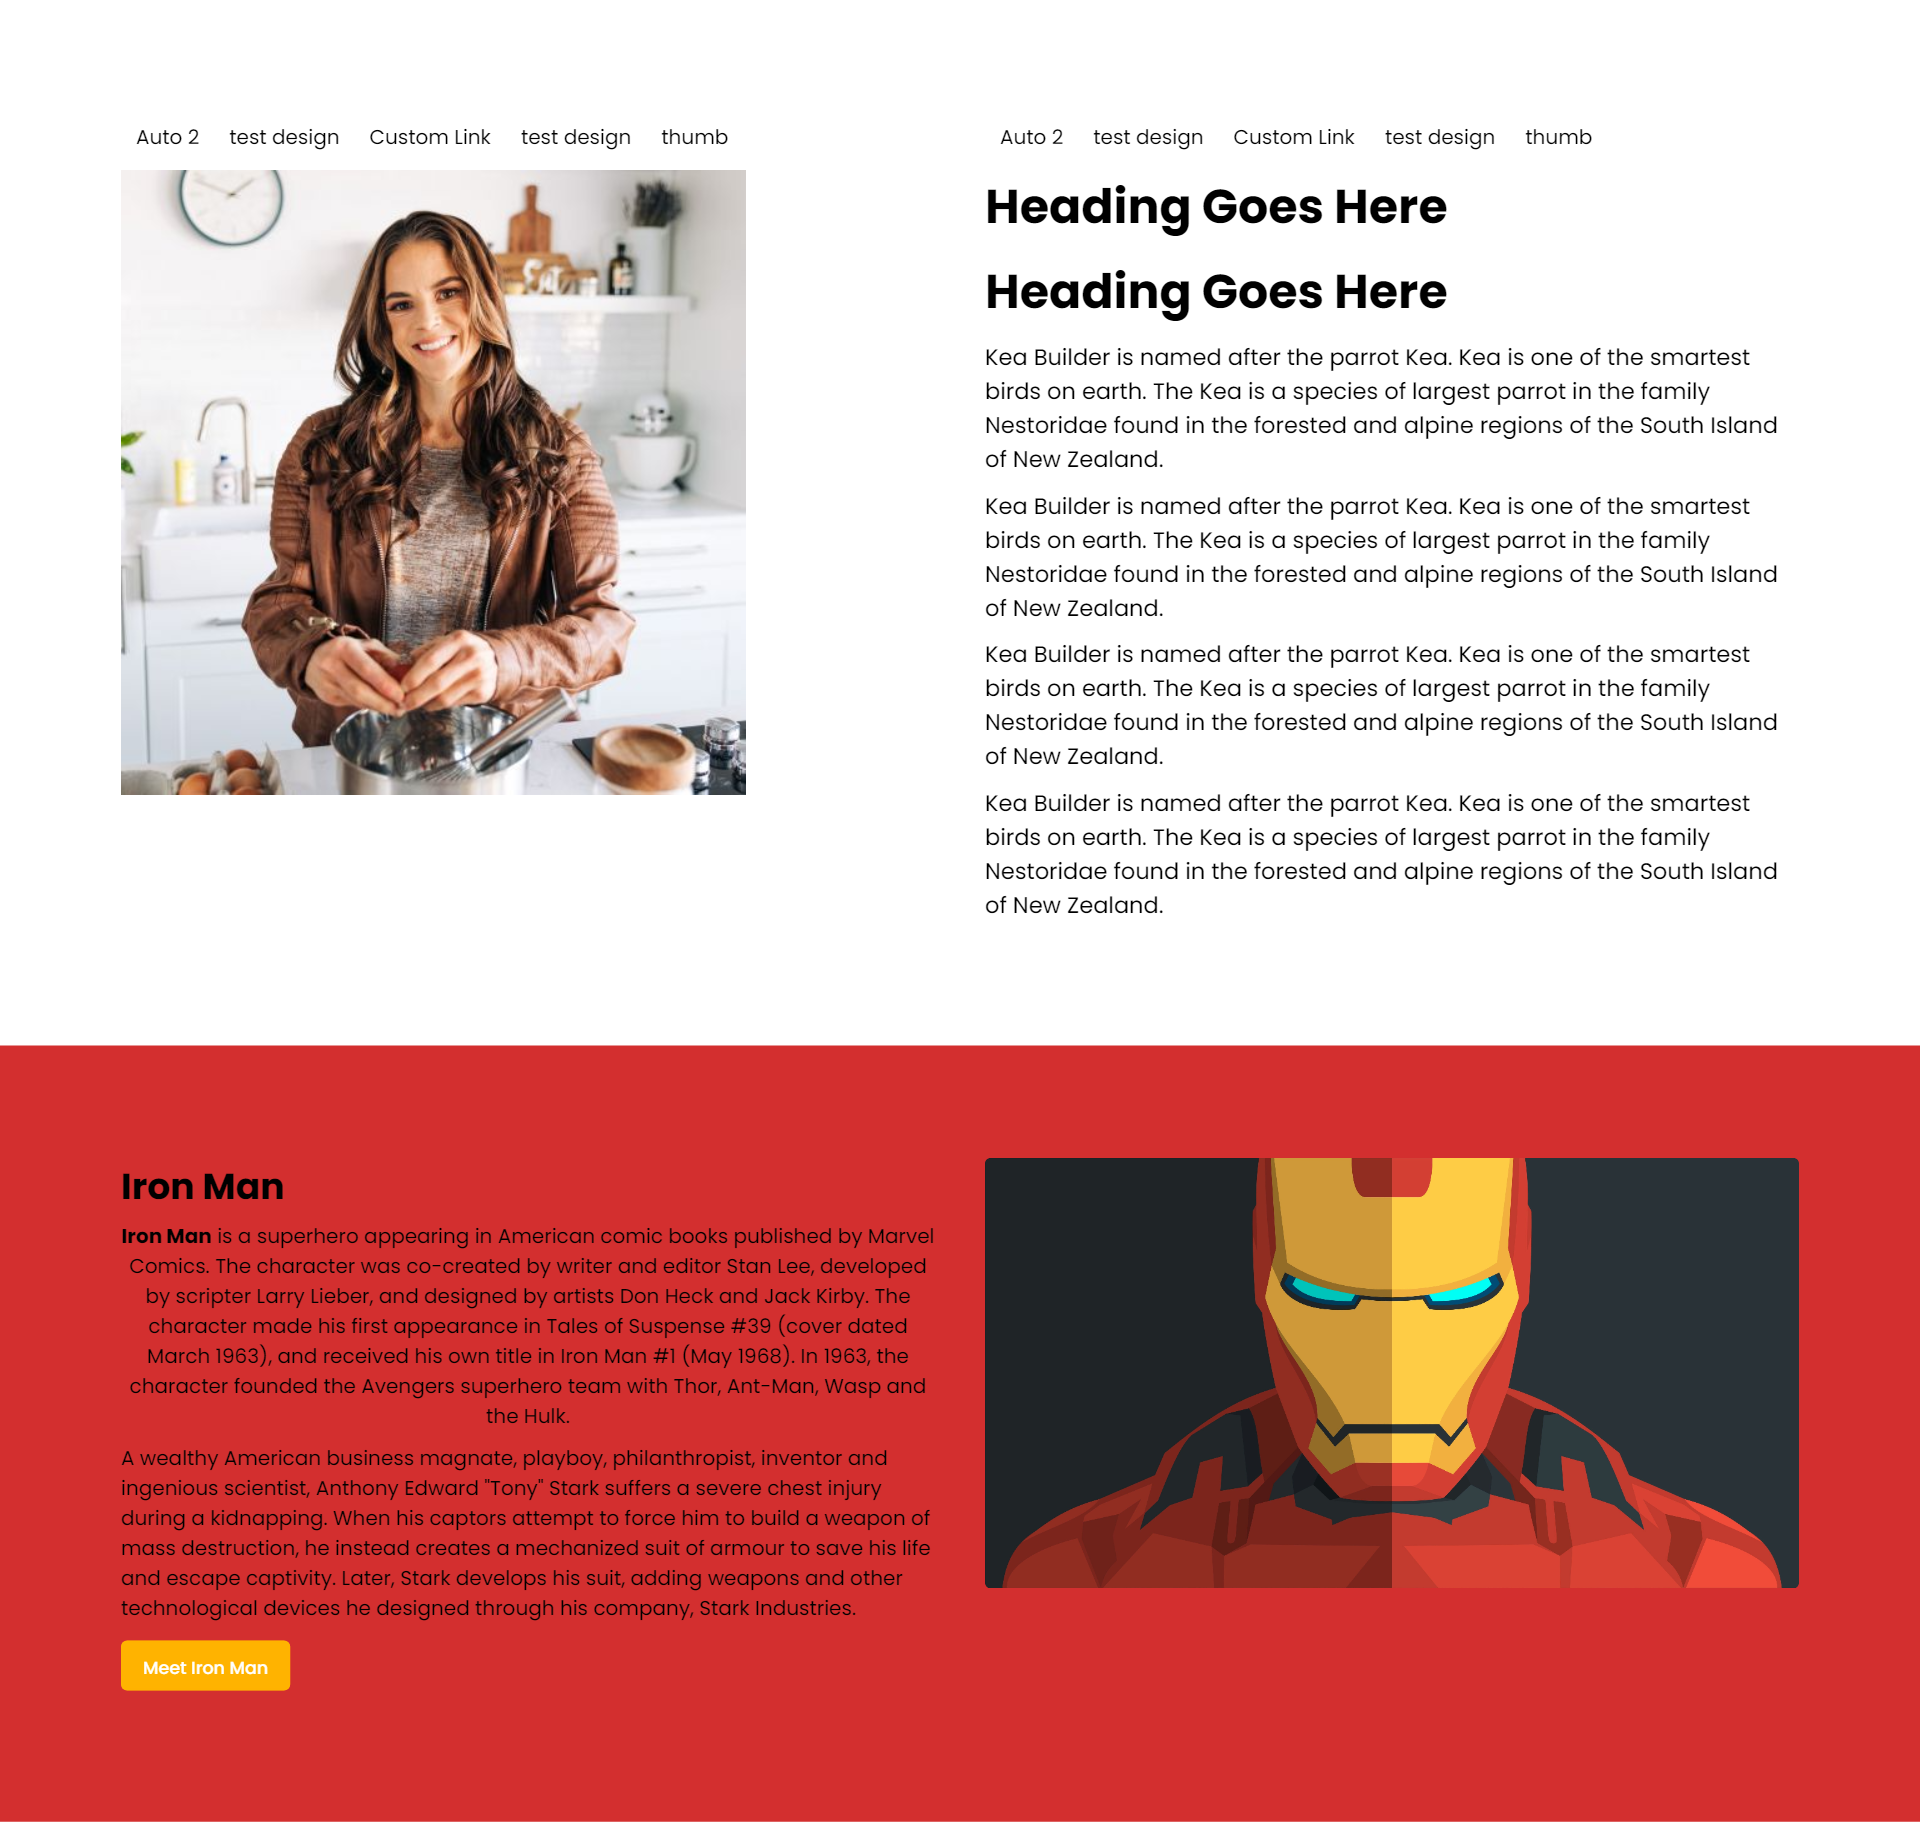 Auto 2 test design Custom Link test design thumb
Eat
Auto 2 test design Custom Link test design thumb
Heading Goes Here
Heading Goes Here
Kea Builder is named after the parrot Kea. Kea is one of the smartest
birds on earth. The Kea is a species of largest parrot in the family
Nestoridae found in the forested and alpine regions of the South Island
of New Zealand.
Kea Builder is named after the parrot Kea. Kea is one of the smartest
birds on earth. The Kea is a species of largest parrot in the family
Nestoridae found in the forested and alpine regions of the South Island
of New Zealand.
Kea Builder is named after the parrot Kea. Kea is one of the smartest
birds on earth. The Kea is a species of largest parrot in the family
Nestoridae found in the forested and alpine regions of the South Island
of New Zealand.
Kea Builder is named after the parrot Kea. Kea is one of the smartest
birds on earth. The Kea is a species of largest parrot in the family
Nestoridae found in the forested and alpine regions of the South Island
of New Zealand.
Iron Man
Iron Man is a superhero appearing in American comic books published by Marvel
Comics. The character was co-created by writer and editor Stan Lee, developed
by scripter Larry Lieber, and designed by artists Don Heck and Jack Kirby. The
character made his first appearance in Tales of Suspense #39 (cover dated
March 1963), and received his own title in Iron Man #1 (May 1968). In 1963, the
character founded the Avengers superhero team with Thor, Ant-Man, Wasp and
the Hulk.
A wealthy American business magnate, playboy, philanthropist, inventor and
ingenious scientist, Anthony Edward "Tony" Stark suffers a severe chest injury
during a kidnapping. When his captors attempt to force him to build a weapon of
mass destruction, he instead creates a mechanized suit of armour to save his life
and escape captivity. Later, Stark develops his suit, adding weapons and other
technological devices he designed through his company, Stark Industries.
Meet Iron Man